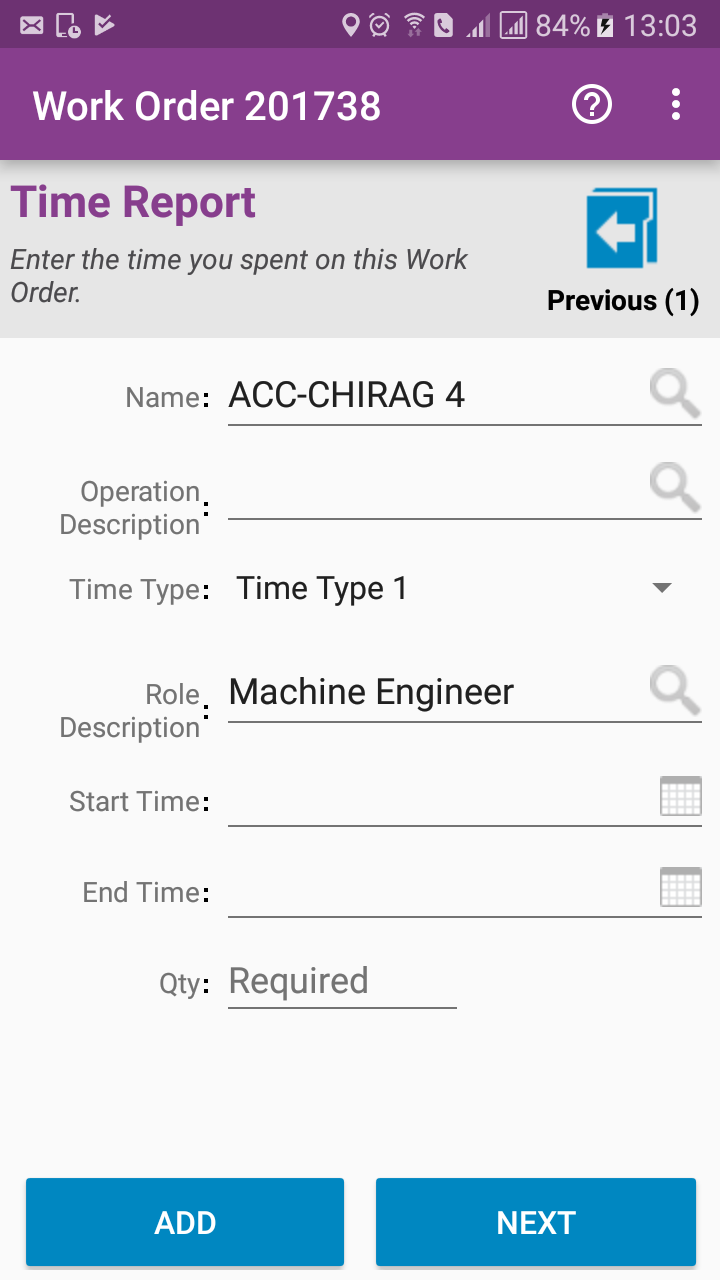 84% 13:03
Work Order 201738
Time Report
Enter the time you spent on this Work
Order.
Previous (1)
Name: ACC-CHIRAG 4
Operation
Description:
Time Type: Time Type 1
Role
Description: Machine Engineer
Start Time:
End Time:
Qty: Required
ADD NEXT